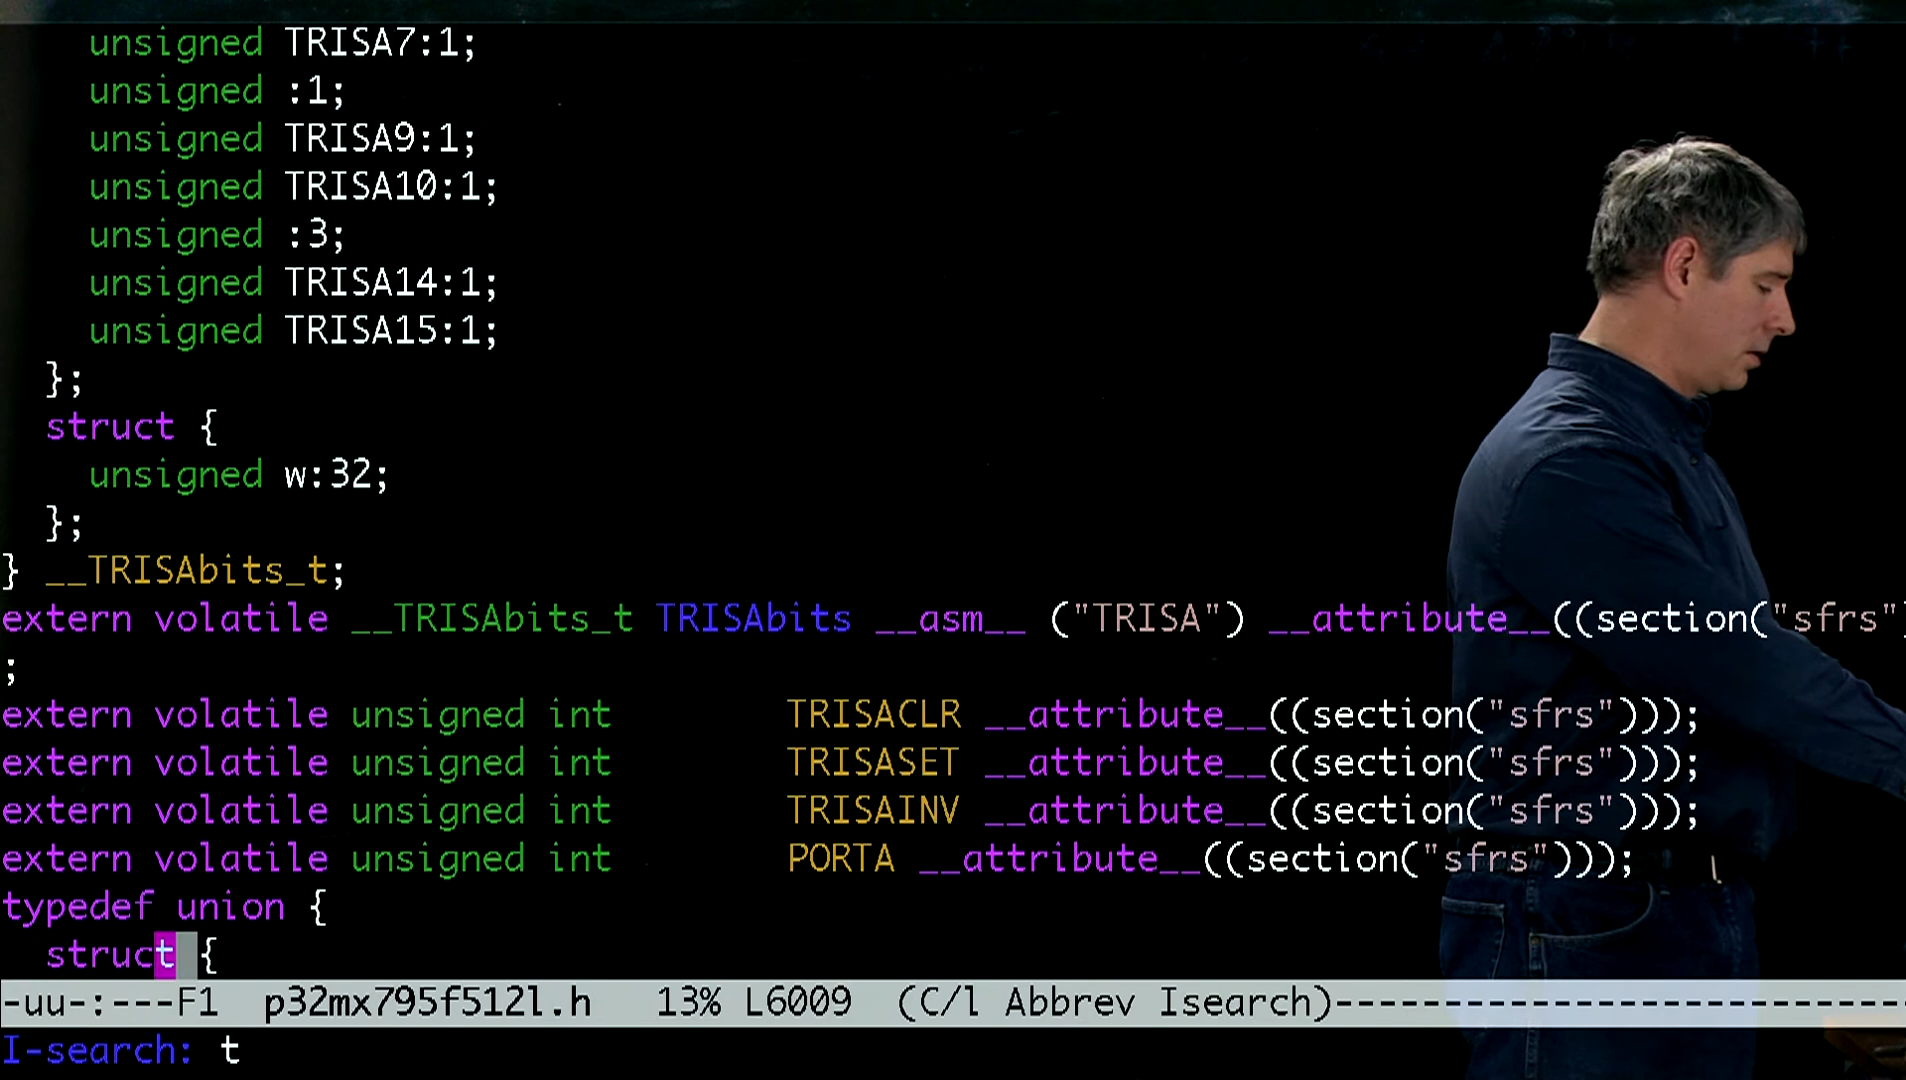 unsigned TRISA7:1;
unsigned :1;
unsigned TRISA9:1;
unsigned TRISA10:1;
unsigned :3;
unsigned TRISA14:1;
unsigned TRISA15:1;
};
struct {
unsigned w:32;
};
} __TRISAbits_t;
extern volatile __TRISAbits_t TRISAbits __asm__ ("TRISA") __attribute__((section("sfrs")
;
extern volatile unsigned int TRISACLR __attribute__((section("sfrs")));
extern volatile unsigned int TRISASET __attribute__((section("sfrs")));
extern volatile unsigned int TRISAINV __attribute__((section("sfrs")));
extern volatile unsigned int PORTA __attribute__((section("sfrs")));
typedef union {
struct {
-uu-:---F1 p32mx795f512l.h 13% L6009 (C/l Abbrev Isearch)---------------------------
I-search: t